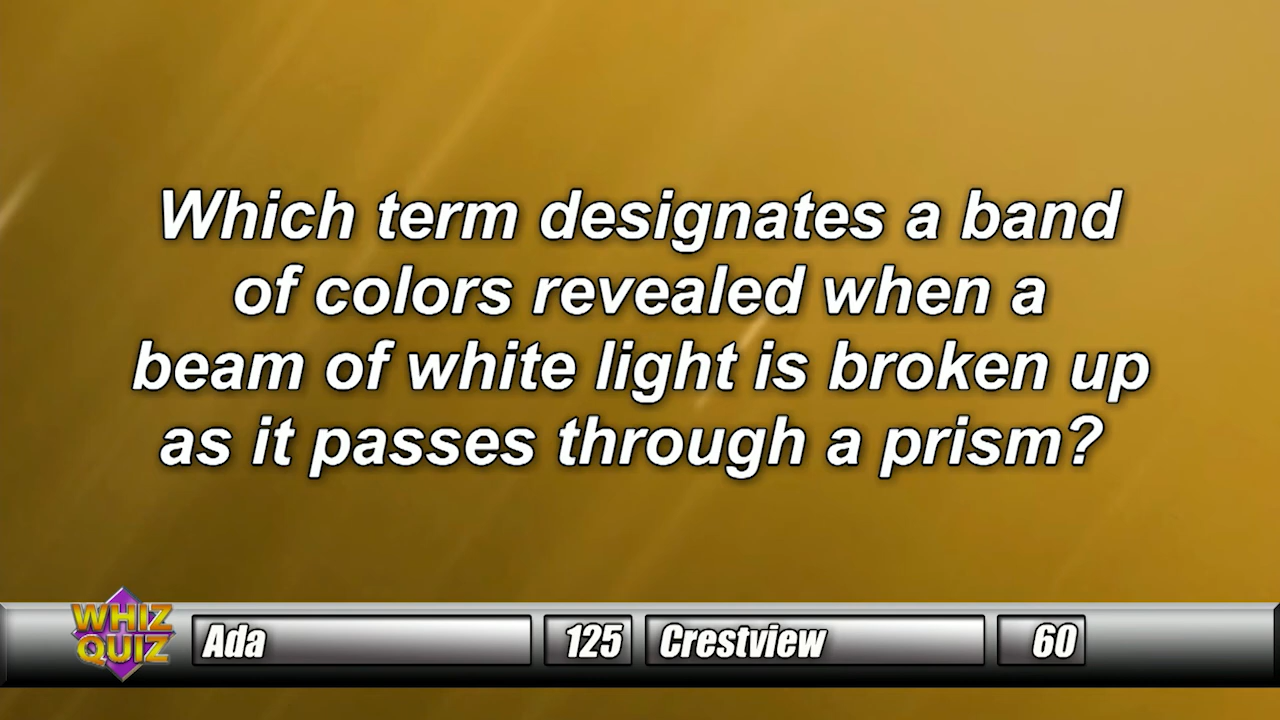 Which term designates a band
of colors revealed when a
beam of white light is broken up
as it passes through a prism?
WHIZ
QUIZ
Ada 125 Crestview 60